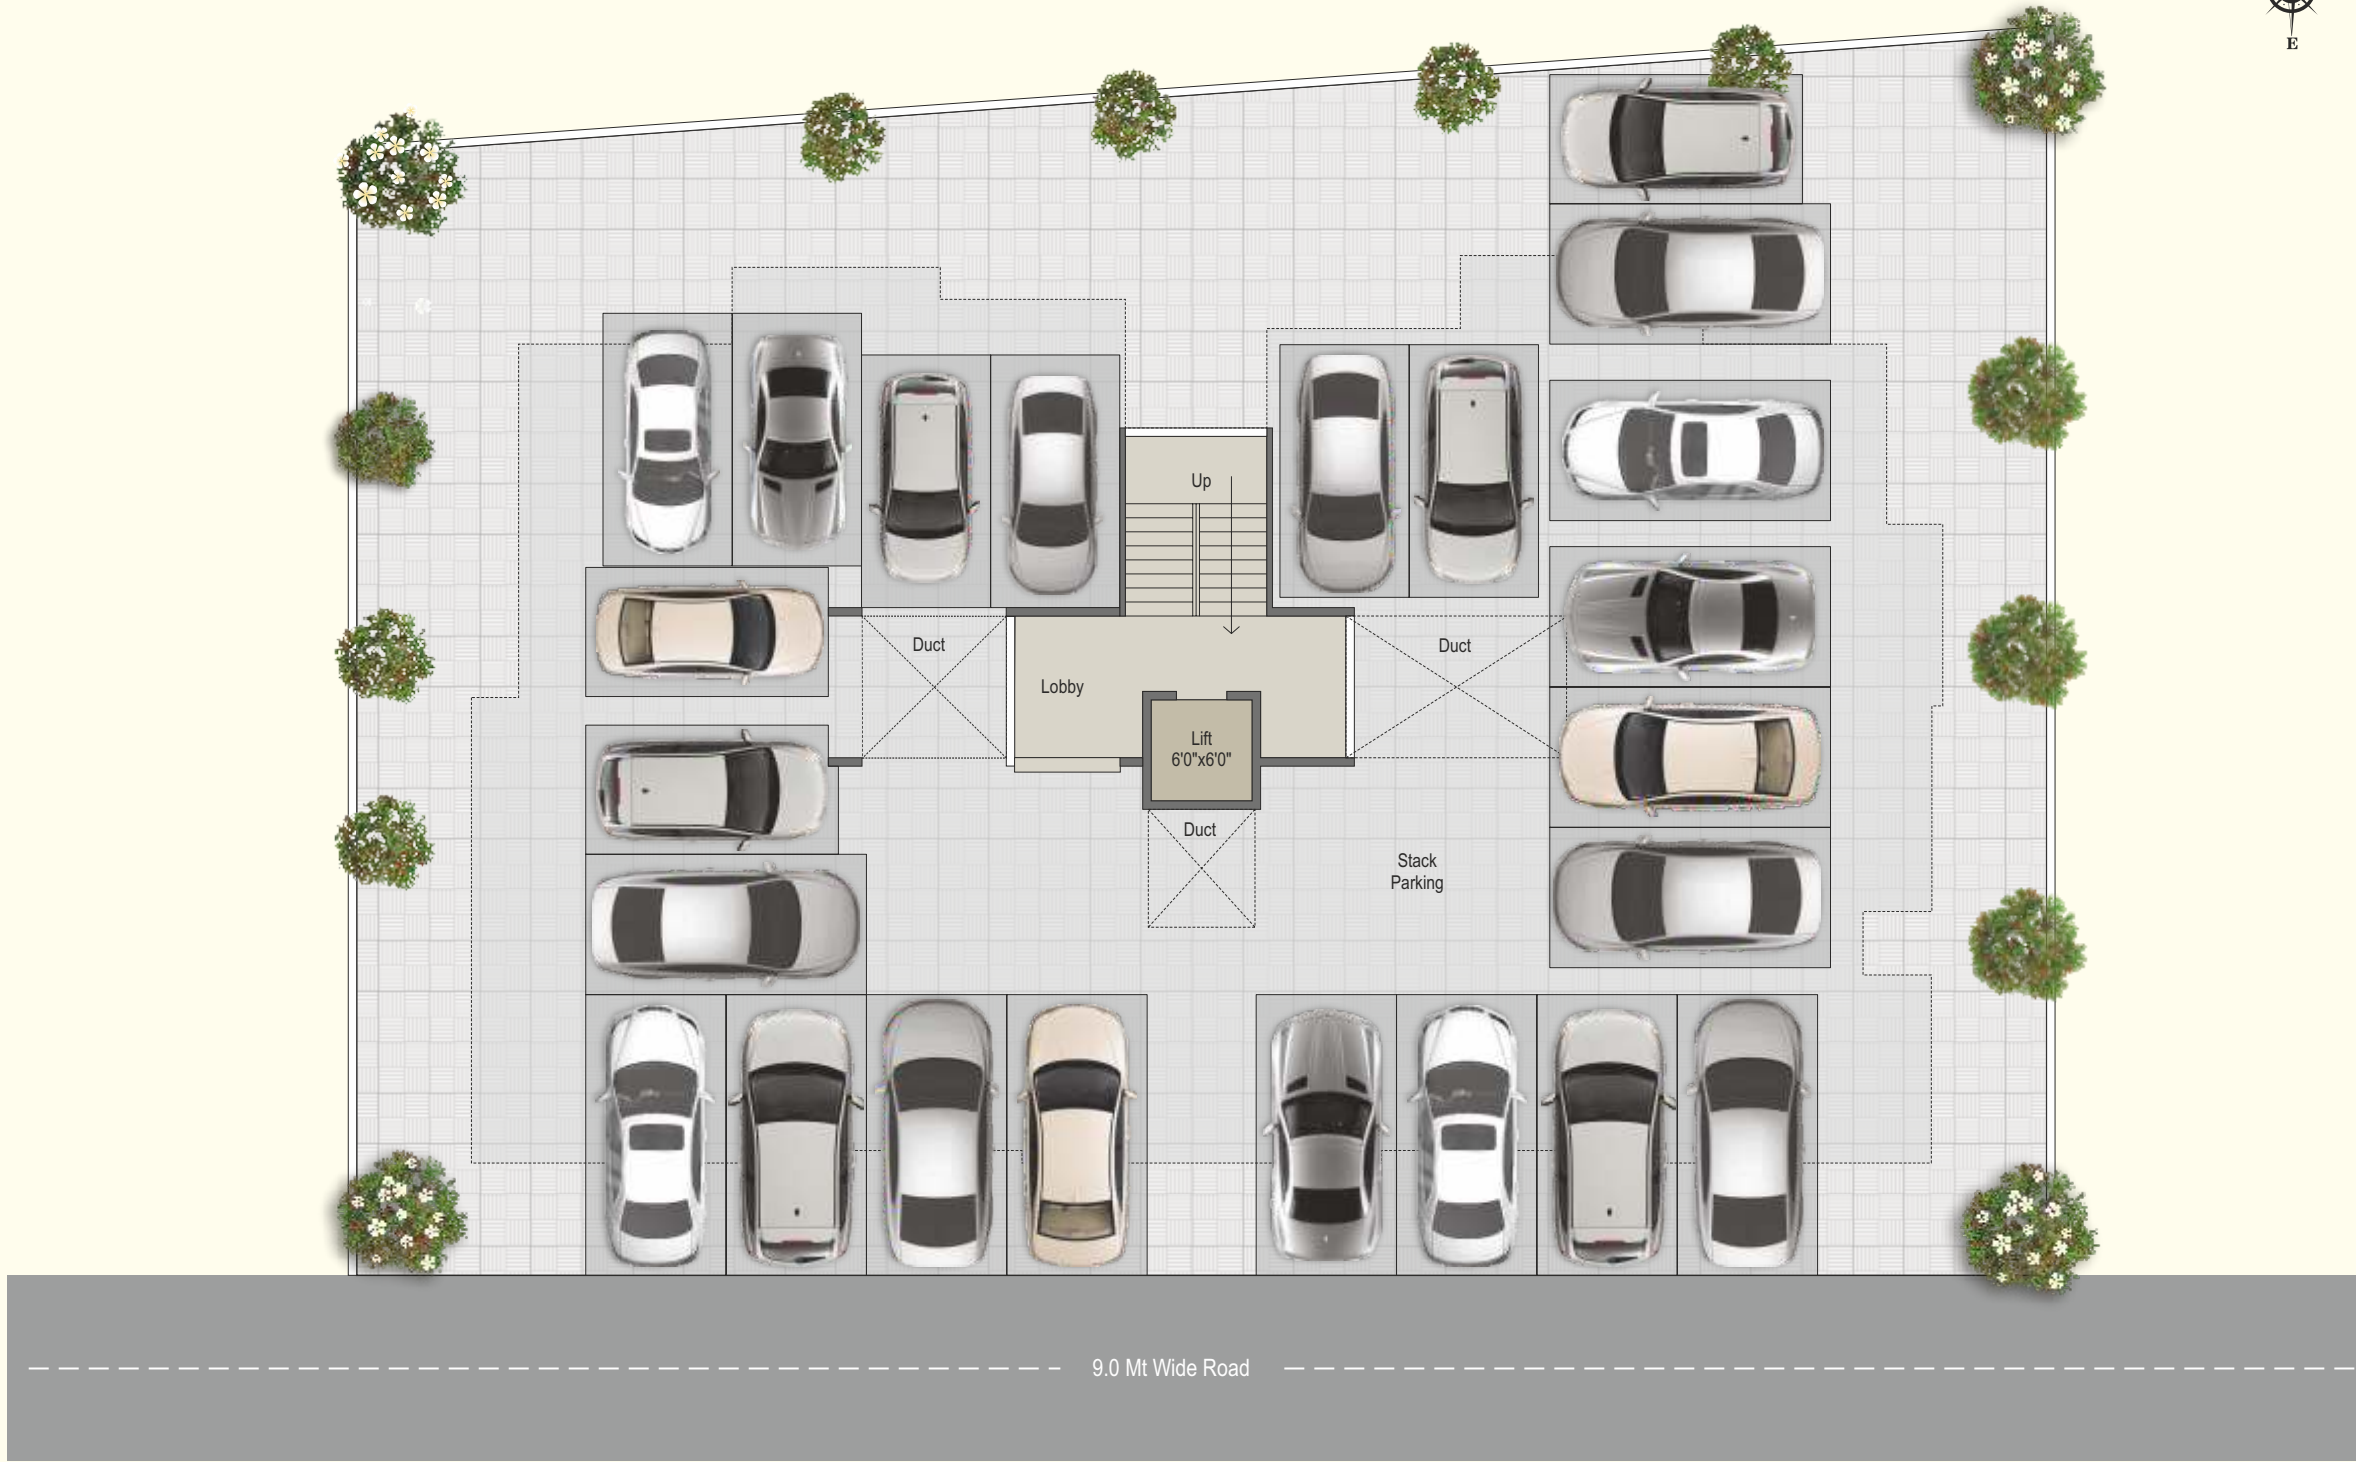 E
Up
Duct
Duct
Lobby
Lift
6'0"x6'0"
Duct
Stack
Parking
9.0 Mt Wide Road